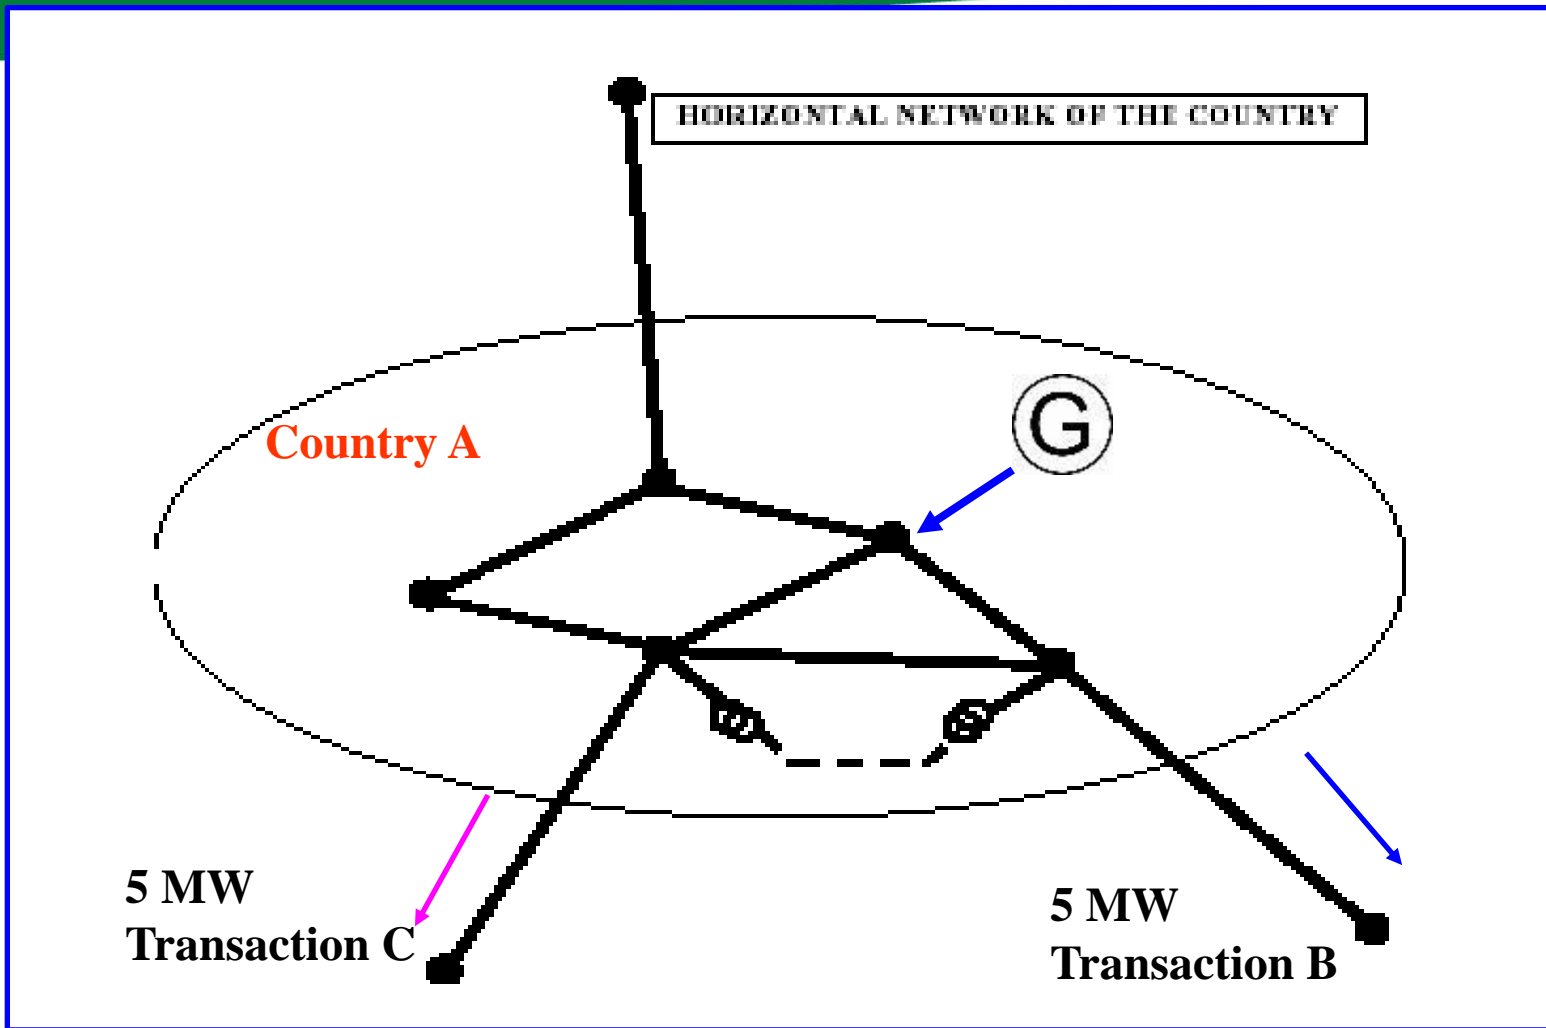 HORIZONTAL NETWORK OF THE COUNTRY
G
Country A
5 MW
Transaction C
5 MW
Transaction B